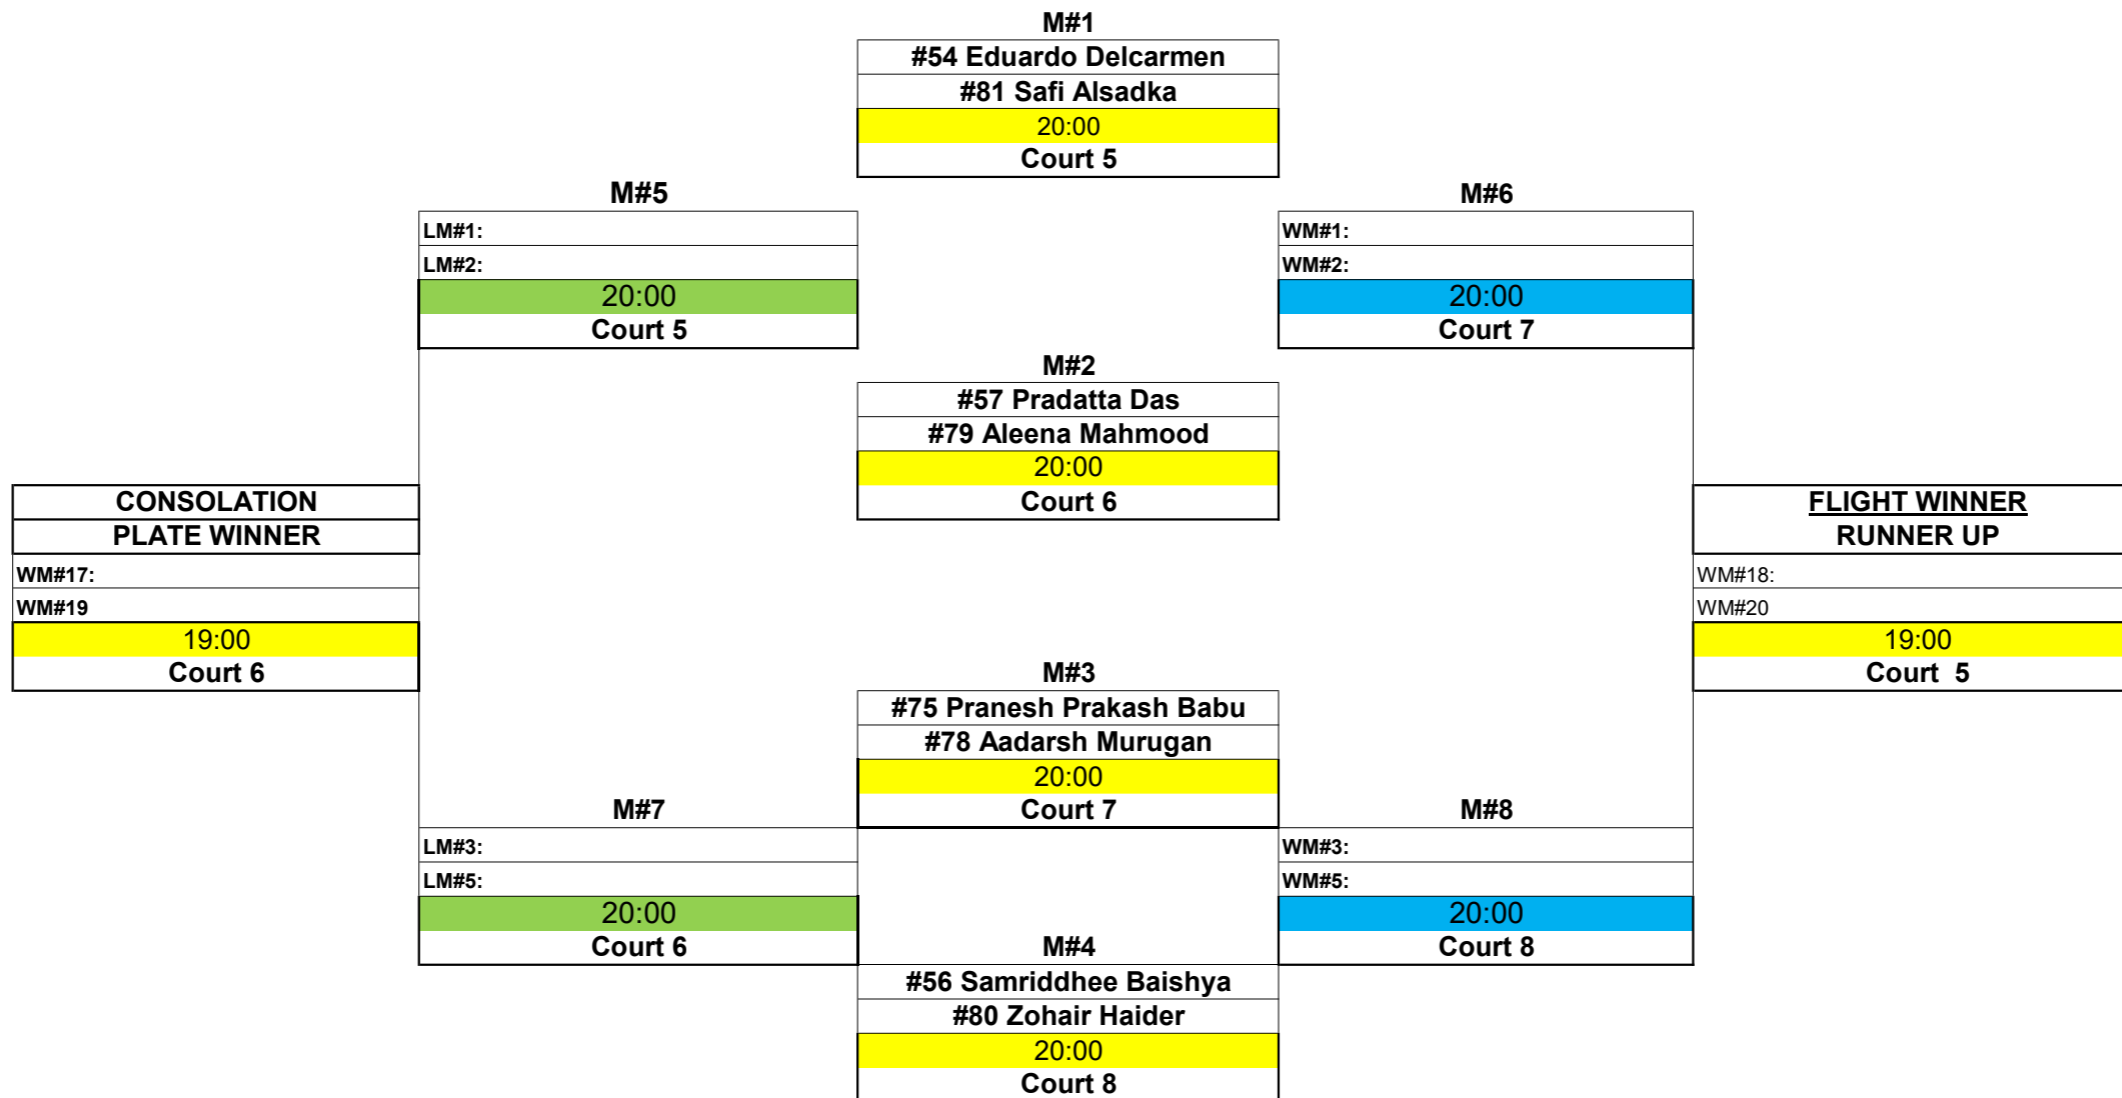 M#1
#54 Eduardo Delcarmen
#81 Safi Alsadka
20:00
Court 5
M#5
LM#1:
LM#2:
20:00
Court 5
M#6
WM#1:
WM#2:
20:00
Court 7
M#2
#57 Pradatta Das
#79 Aleena Mahmood
20:00
Court 6
CONSOLATION
PLATE WINNER
WM#17:
WM#19
19:00
Court 6
FLIGHT WINNER
RUNNER UP
WM#18:
WM#20
19:00
Court  5
M#3
#75 Pranesh Prakash Babu
#78 Aadarsh Murugan
20:00
Court 7
M#7
LM#3:
LM#5:
20:00
Court 6
M#8
WM#3:
WM#5:
20:00
Court 8
M#4
#56 Samriddhee Baishya
#80 Zohair Haider
20:00
Court 8